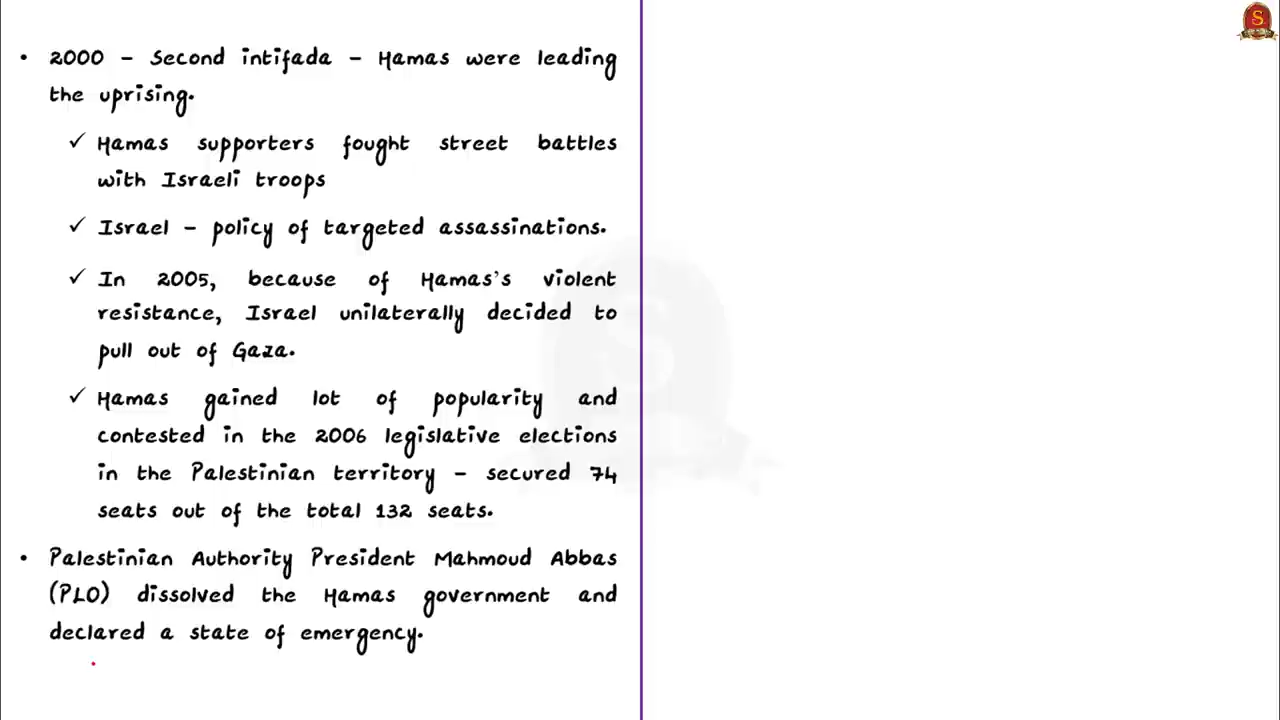 • 2000 – Second intifada – Hamas were leading
the uprising.
✓ Hamas supporters fought street battles
with Israeli troops
✓ Israel – policy of targeted assassinations.
✓ In 2005, because of Hamas's violent
resistance, Israel unilaterally decided to
pull out of Gaza.
✓ Hamas gained lot of popularity and
contested in the 2006 legislative elections
in the Palestinian territory – secured 74
seats out of the total 132 seats.
• Palestinian Authority President Mahmoud Abbas
(PLO) dissolved the Hamas government and
declared a state of emergency.
S